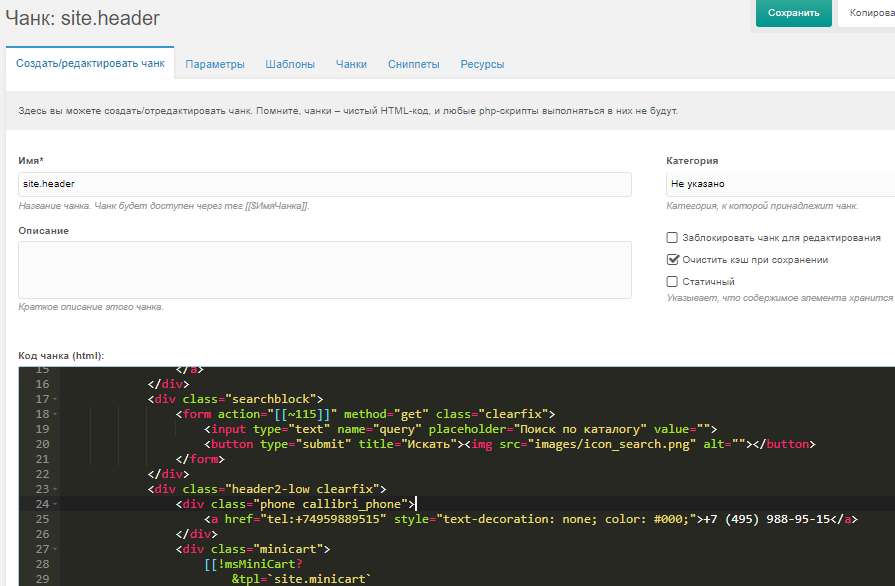 Чанк: site.header
Сохранить Копирова
Создать/редактировать чанк Параметры Шаблоны Чанки Сниппеты Ресурсы
Здесь вы можете создать/отредактировать чанк. Помните, чанки – чистый HTML-код, и любые php-скрипты выполняться в них не будут.
Имя* Категория
site.header Не указано
Название чанка. Чанк будет доступен через тег [[$ИмяЧанка]]. Категория, к которой принадлежит чанк.
Описание
Заблокировать чанк для редактирования
Очистить кэш при сохранении
Статичный
Указывает, что содержимое элемента хранится
Краткое описание этого чанка.
Код чанка (html):
15 </a>
16 </div>
17 <div class="searchblock">
18 <form action="[[~115]]" method="get" class="clearfix">
19 <input type="text" name="query" placeholder="Поиск по каталогу" value="">
20 <button type="submit" title="Искать"><img src="images/icon_search.png" alt=""></button>
21 </form>
22 </div>
23 <div class="header2-low clearfix">
24 <div class="phone callibri_phone">
25 <a href="tel:+74959889515" style="text-decoration: none; color: #000;">+7 (495) 988-95-15</a>
26 </div>
27 <div class="minicart">
28 [[!msMiniCart?
29 &tpl=`site.minicart`